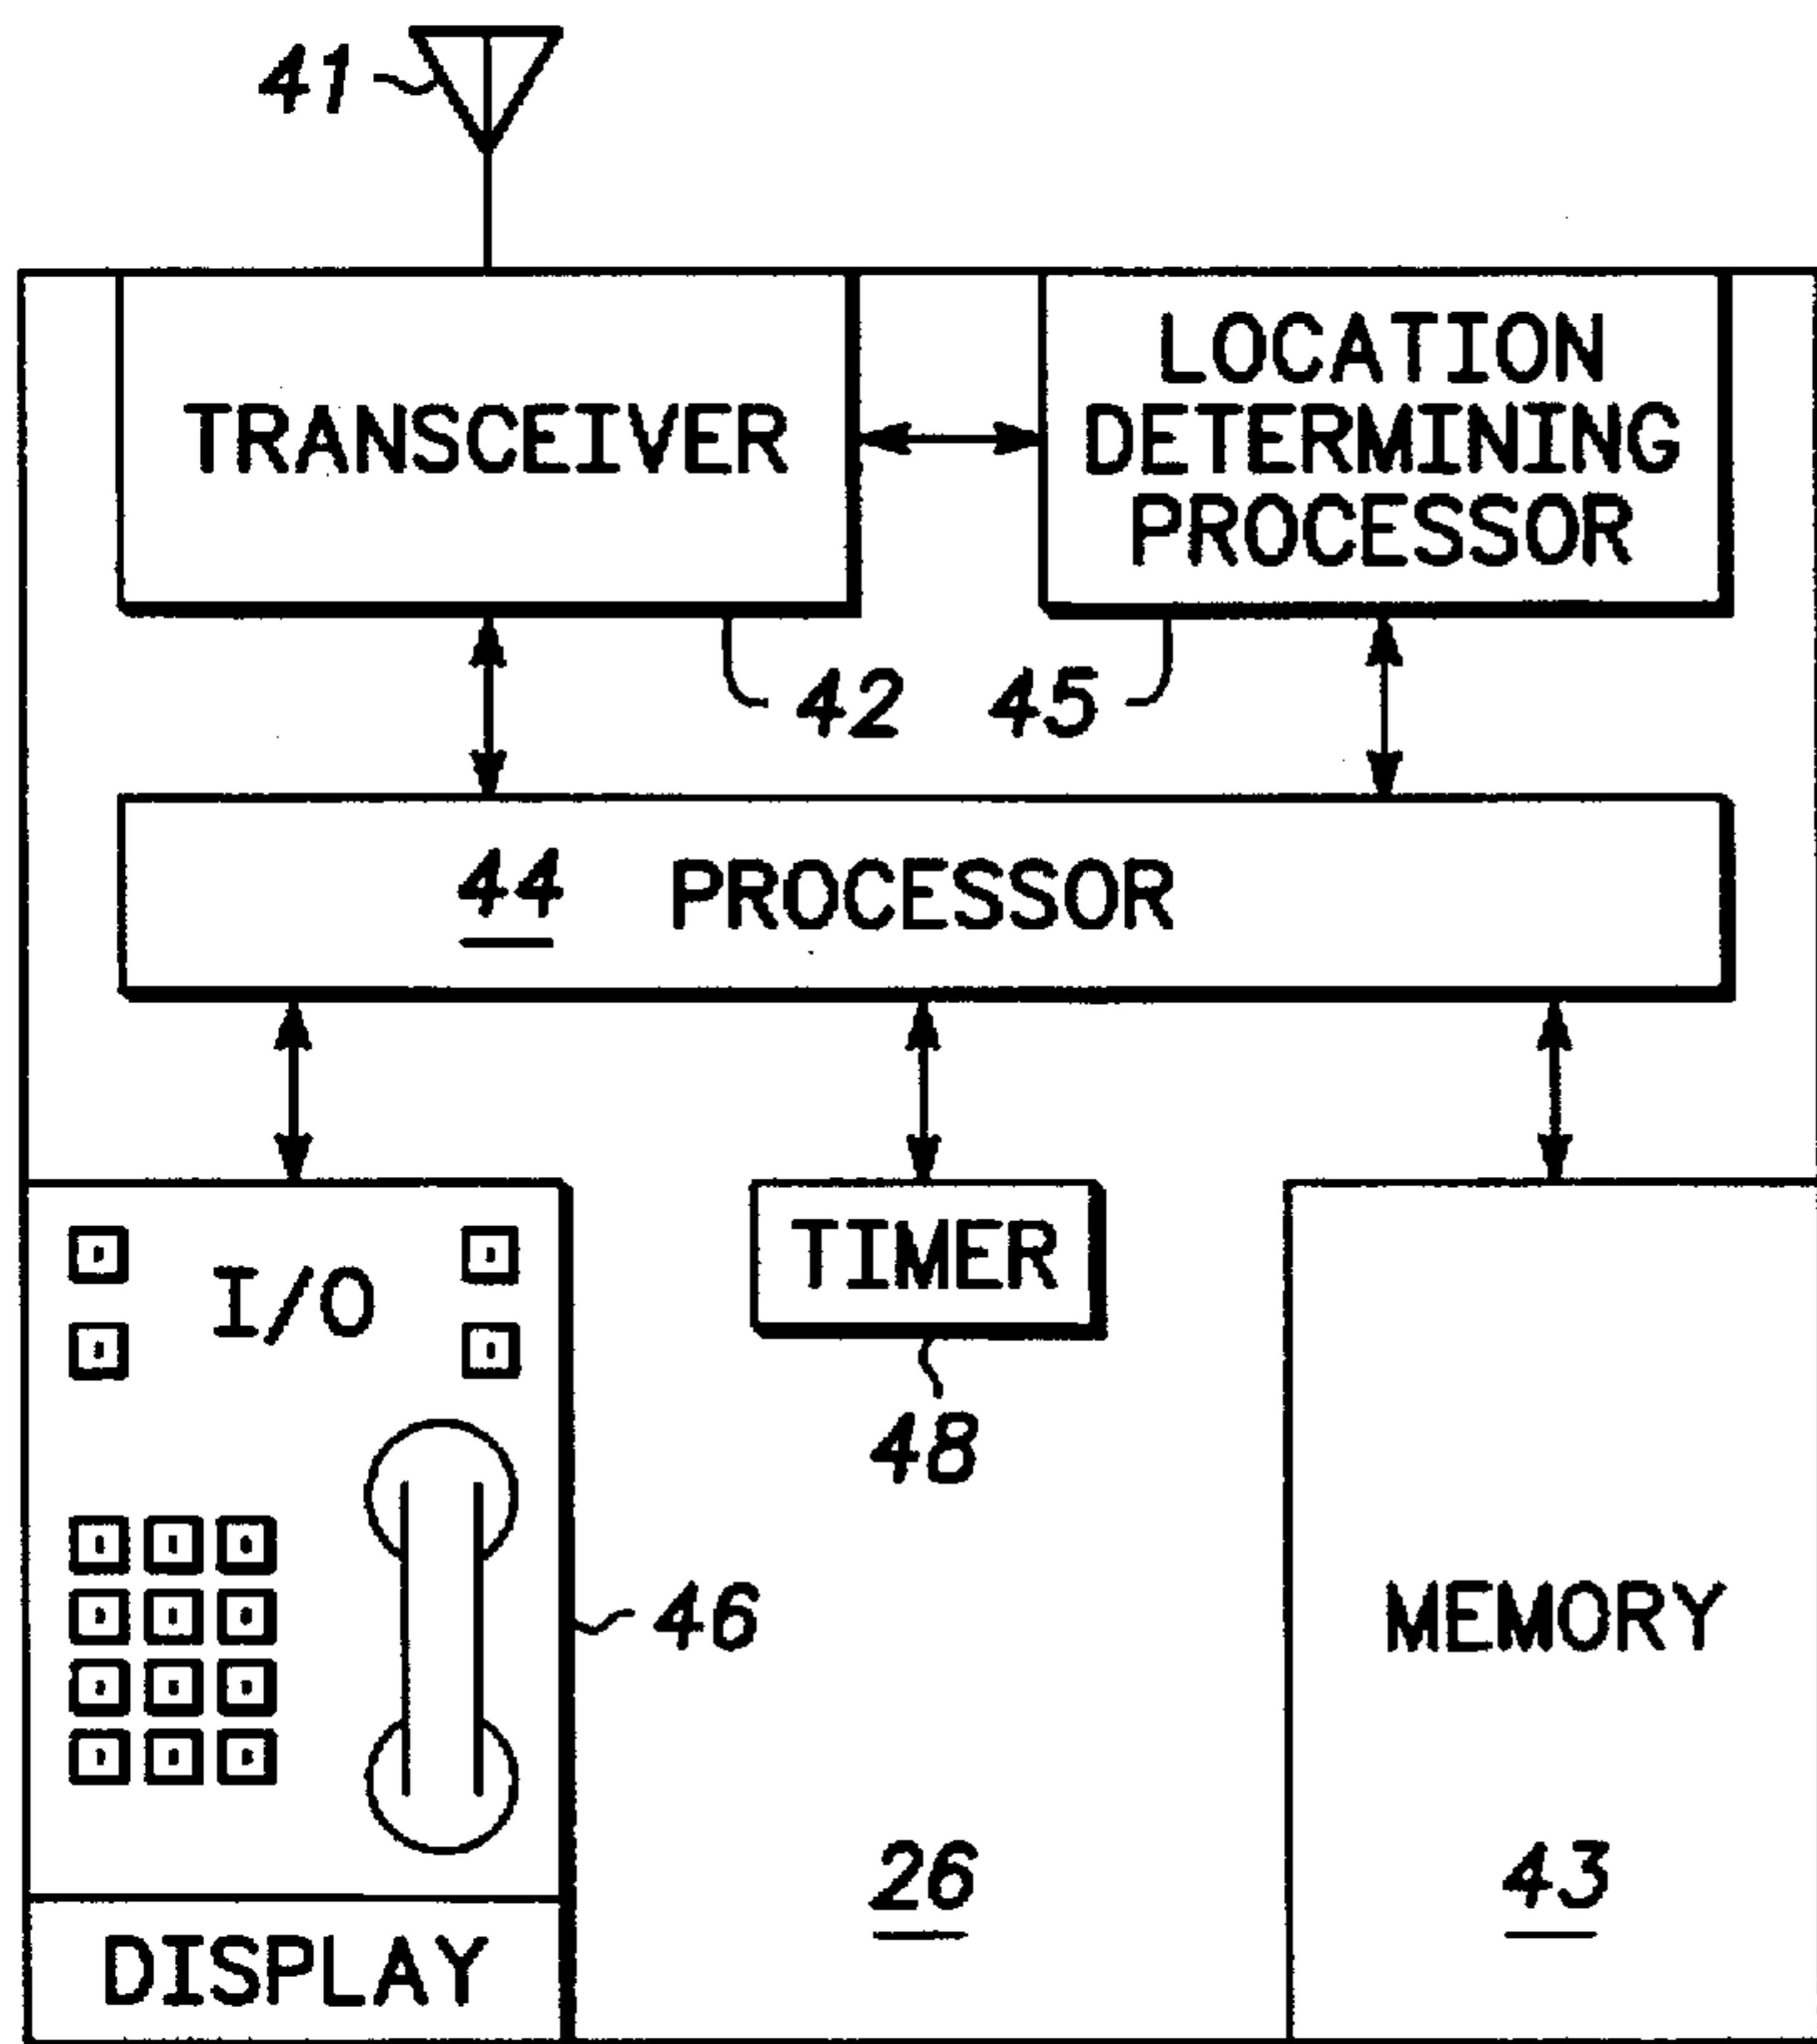 41
TRANSCEIVER
LOCATION
DETERMINING
PROCESSOR
42
45
44 PROCESSOR
I/O
TIMER
48
46
MEMORY
26
43
DISPLAY